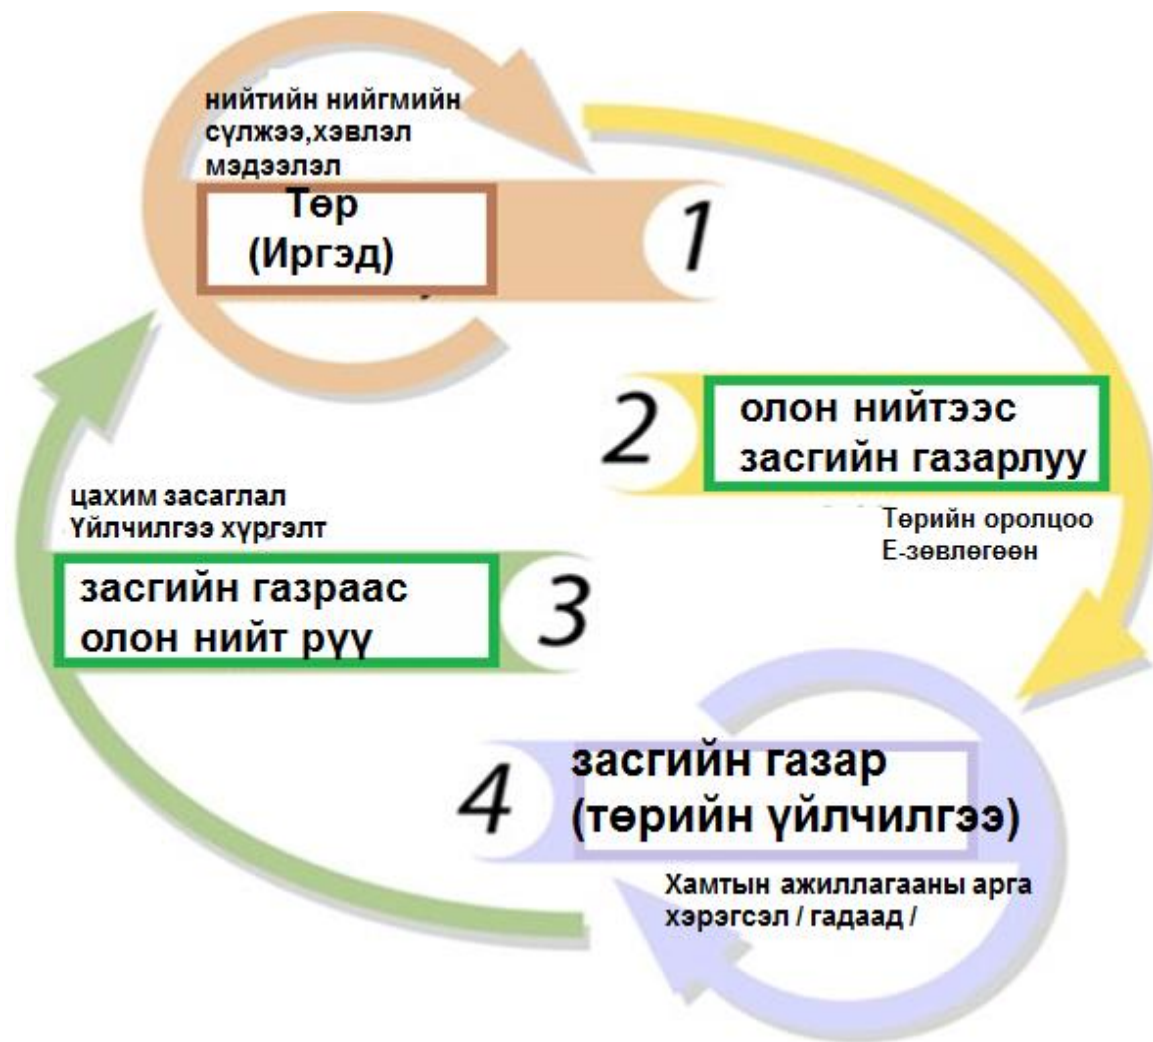 нийтийн нийгмийн
сүлжээ,хэвлэл
мэдээлэл
Төр
(Иргэд)
1
2
олон нийтээс
засгийн газарлуу
Төрийн оролцоо
Е-зөвлөгөөн
цахим засаглал
Үйлчилгээ хүргэлт
засгийн газраас
олон нийт рүү
3
4
засгийн газар
(төрийн үйлчилгээ)
Хамтын ажиллагааны арга
хэрэгсэл / гадаад /